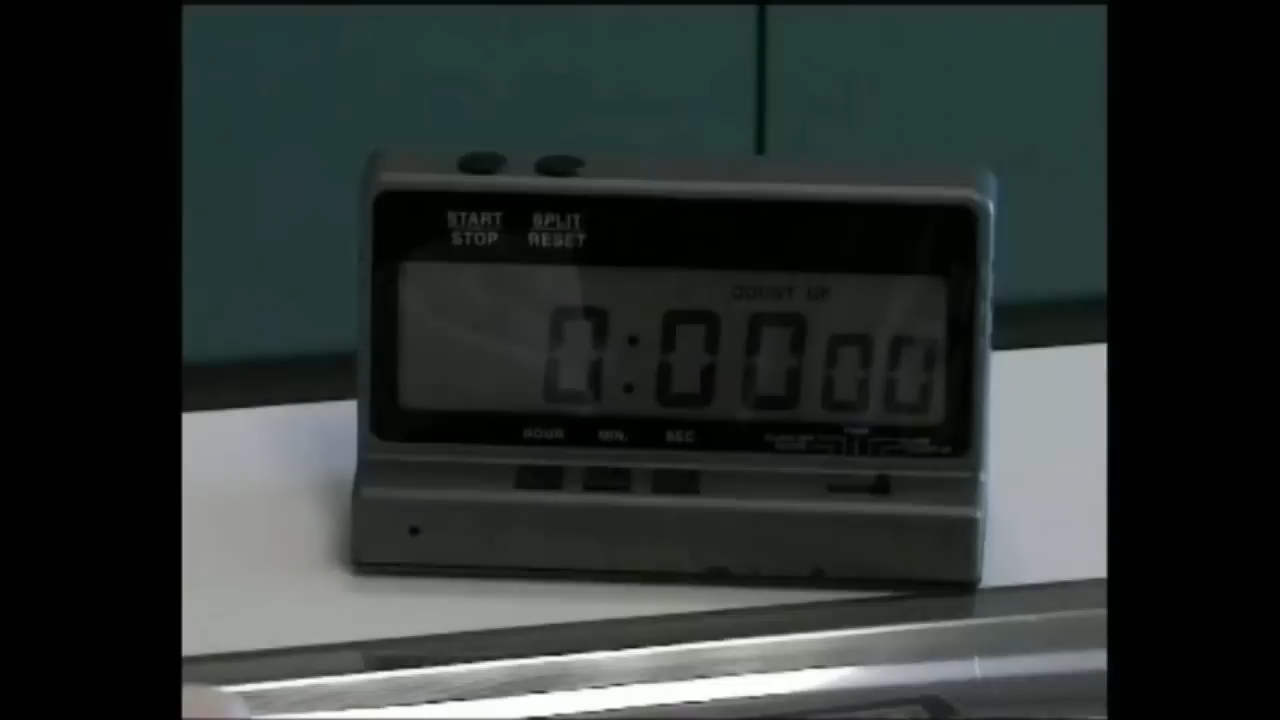 START SPLIT
STOP RESET
COUNT UP
0:00 00
HOUR MIN. SEC